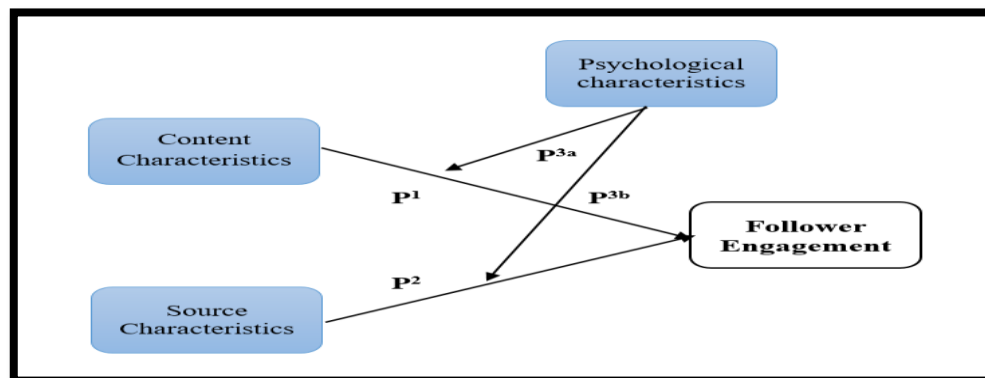 Psychological
characteristics
Content
Characteristics
P3a
P1
P3b
Follower
Engagement
P2
Source
Characteristics